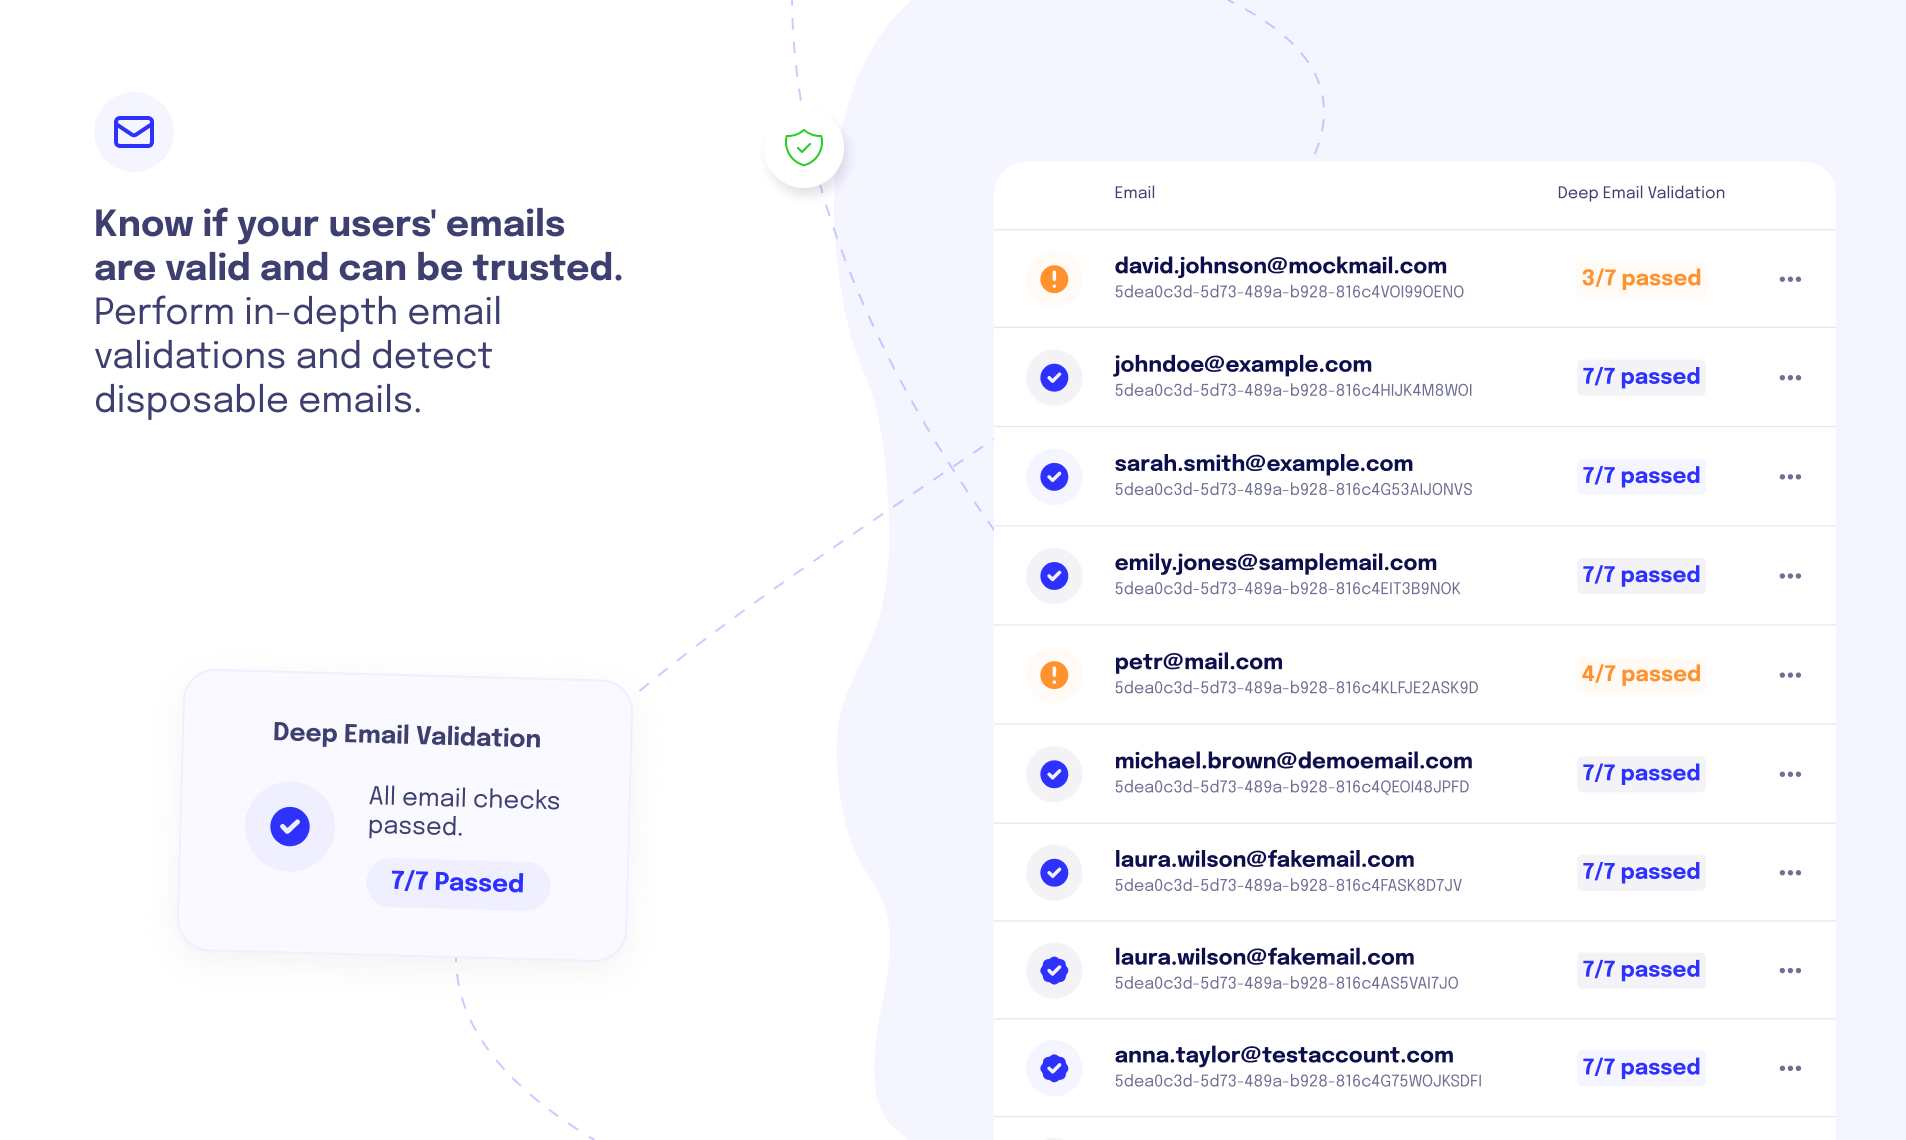 Know if your users' emails
are valid and can be trusted.
Perform in-depth email
validations and detect
disposable emails.
Deep Email Validation
All email checks
passed.
7/7 Passed
Email Deep Email Validation
david.johnson@mockmail.com
5dea0c3d-5d73-489a-b928-816c4VOI99OENO
3/7 passed
johndoe@example.com
5dea0c3d-5d73-489a-b928-816c4HIJK4M8WOI
7/7 passed
sarah.smith@example.com
5dea0c3d-5d73-489a-b928-816c4G53AIJONVS
7/7 passed
emily.jones@samplemail.com
5dea0c3d-5d73-489a-b928-816c4EIT3B9NOK
7/7 passed
petr@mail.com
5dea0c3d-5d73-489a-b928-816c4KLFJE2ASK9D
4/7 passed
michael.brown@demoemail.com
5dea0c3d-5d73-489a-b928-816c4QEOI48JPFD
7/7 passed
laura.wilson@fakemail.com
5dea0c3d-5d73-489a-b928-816c4FASK8D7JV
7/7 passed
laura.wilson@fakemail.com
5dea0c3d-5d73-489a-b928-816c4AS5VAI7JO
7/7 passed
anna.taylor@testaccount.com
5dea0c3d-5d73-489a-b928-816c4G75WOJKSDFI
7/7 passed